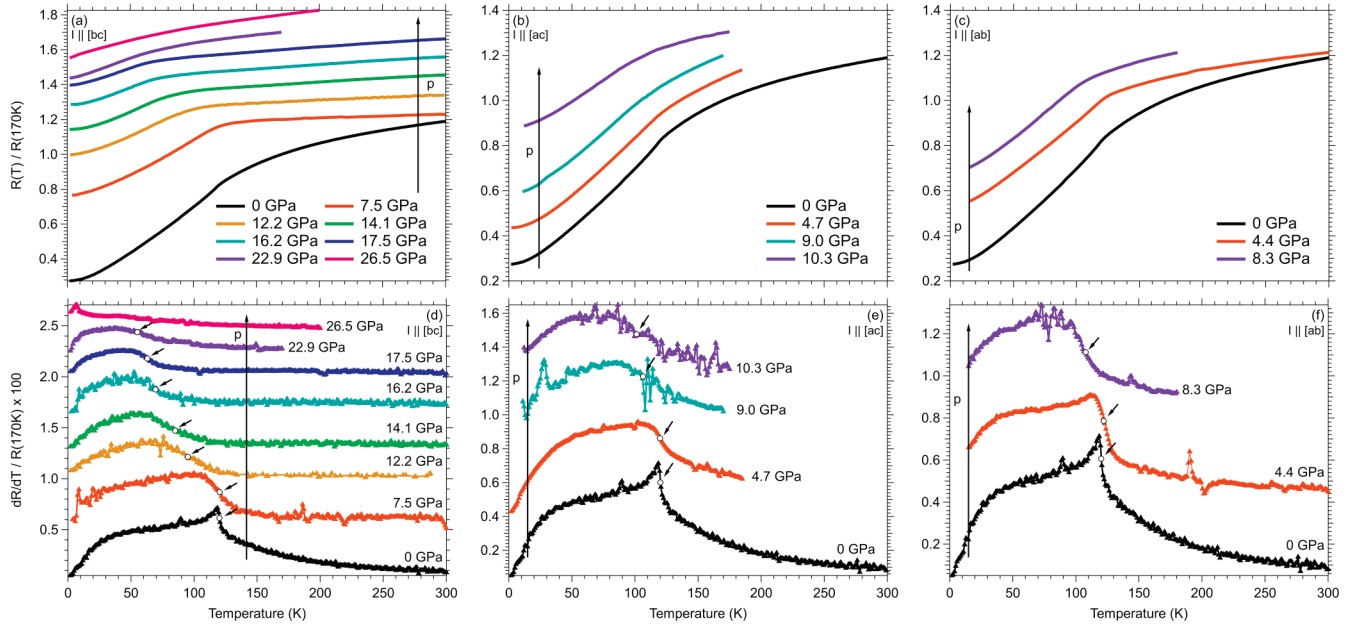 (a)
I || [bc]
R(T) / R(170K)
1.8
1.6
1.4
1.2
1.0
0.8
0.6
0.4
0.2
p
0 GPa 7.5 GPa
12.2 GPa 14.1 GPa
16.2 GPa 17.5 GPa
22.9 GPa 26.5 GPa
(b)
I || [ac]
1.4
1.2
1.0
0.8
0.6
0.4
0.2
p
0 GPa
4.7 GPa
9.0 GPa
10.3 GPa
(c)
I || [ab]
1.4
1.2
1.0
0.8
0.6
0.4
0.2
p
0 GPa
4.4 GPa
8.3 GPa
(d)
I || [bc]
dR/dT / R(170K) x 100
2.5
2.0
1.5
1.0
0.5
p
26.5 GPa
22.9 GPa
17.5 GPa
16.2 GPa
14.1 GPa
12.2 GPa
7.5 GPa
0 GPa
0 50 100 150 200 250 300
Temperature (K)
(e)
I || [ac]
1.6
1.4
1.2
1.0
0.8
0.6
0.4
0.2
p
10.3 GPa
9.0 GPa
4.7 GPa
0 GPa
0 50 100 150 200 250 300
Temperature (K)
(f)
I || [ab]
1.2
1.0
0.8
0.6
0.4
0.2
p
8.3 GPa
4.4 GPa
0 GPa
0 50 100 150 200 250 300
Temperature (K)